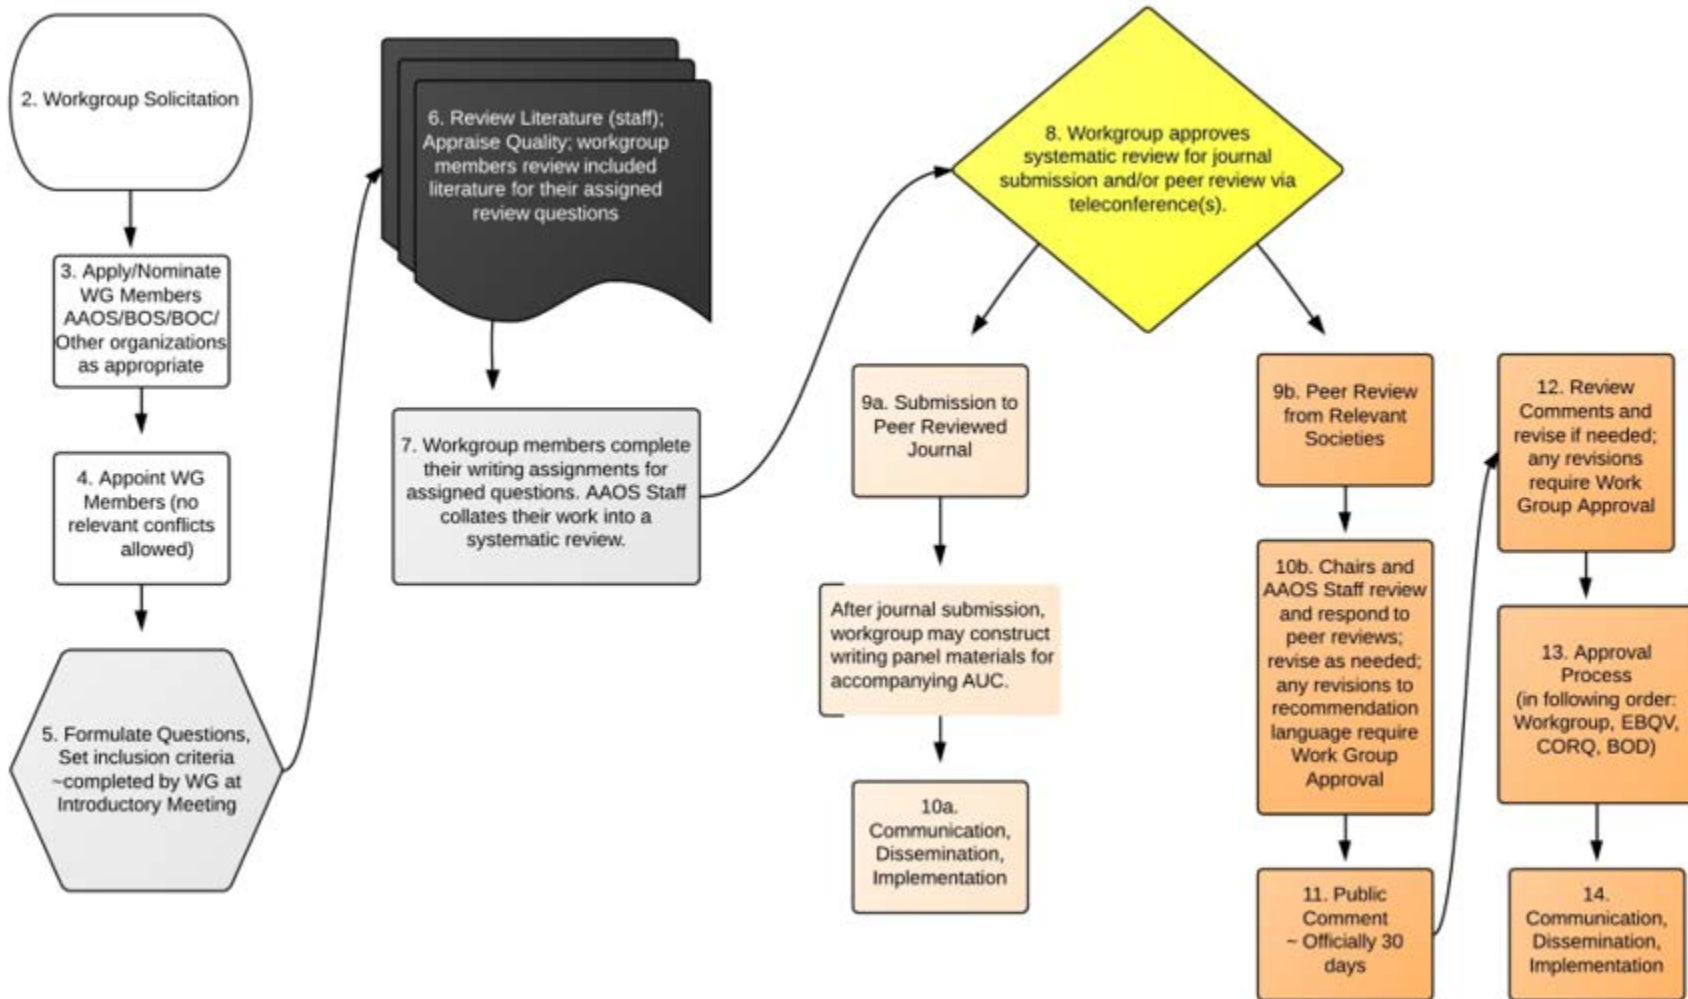 2. Workgroup Solicitation
3. Apply/Nominate
WG Members
AAOS/BOS/BOC/
Other organizations
as appropriate
4. Appoint WG
Members (no
relevant conflicts
allowed)
5. Formulate Questions,
Set inclusion criteria
~completed by WG at
Introductory Meeting
6. Review Literature (staff);
Appraise Quality; workgroup
members review included
literature for their assigned
review questions
7. Workgroup members complete
their writing assignments for
assigned questions. AAOS Staff
collates their work into a
systematic review.
8. Workgroup approves
systematic review for journal
submission and/or peer review via
teleconference(s).
9a. Submission to
Peer Reviewed
Journal
After journal submission,
workgroup may construct
writing panel materials for
accompanying AUC.
10a.
Communication,
Dissemination,
Implementation
9b. Peer Review
from Relevant
Societies
10b. Chairs and
AAOS Staff review
and respond to
peer reviews;
revise as needed;
any revisions to
recommendation
language require
Work Group
Approval
11. Public
Comment
~ Officially 30
days
12. Review
Comments and
revise if needed;
any revisions
require Work
Group Approval
13. Approval
Process
(in following order:
Workgroup, EBQV,
CORQ, BOD)
14.
Communication,
Dissemination,
Implementation